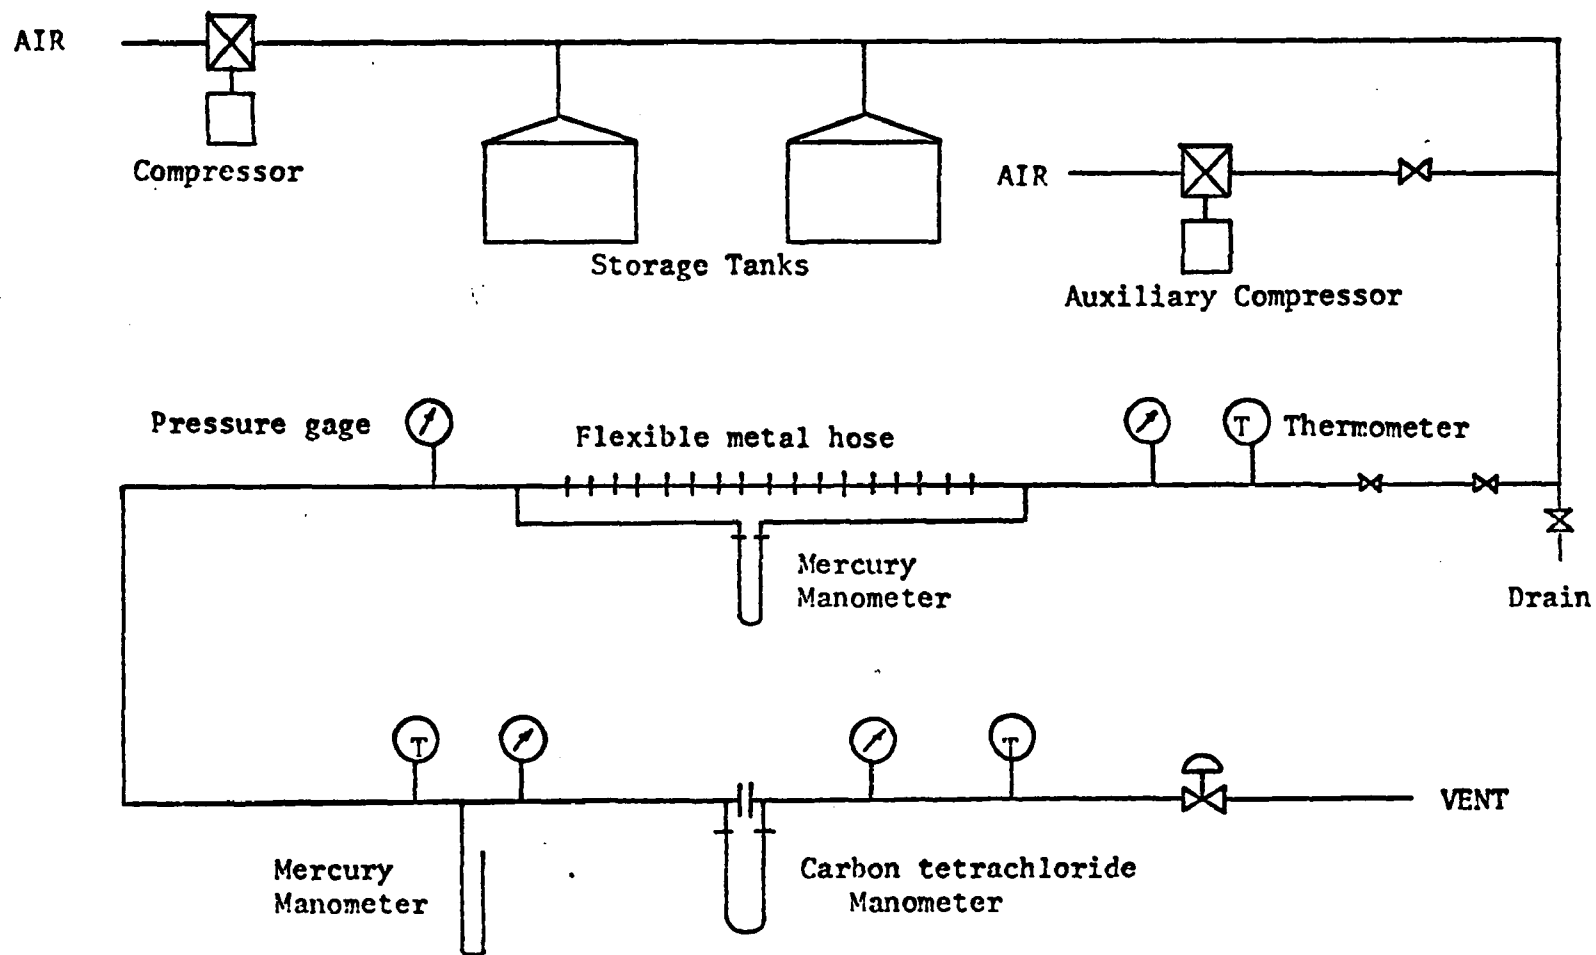 AIR
Compressor
Storage Tanks
AIR
Auxiliary Compressor
Pressure gage
Flexible metal hose
T
Thermometer
Mercury
Manometer
Drain
T
T
VENT
Mercury
Manometer
Carbon tetrachloride
Manometer